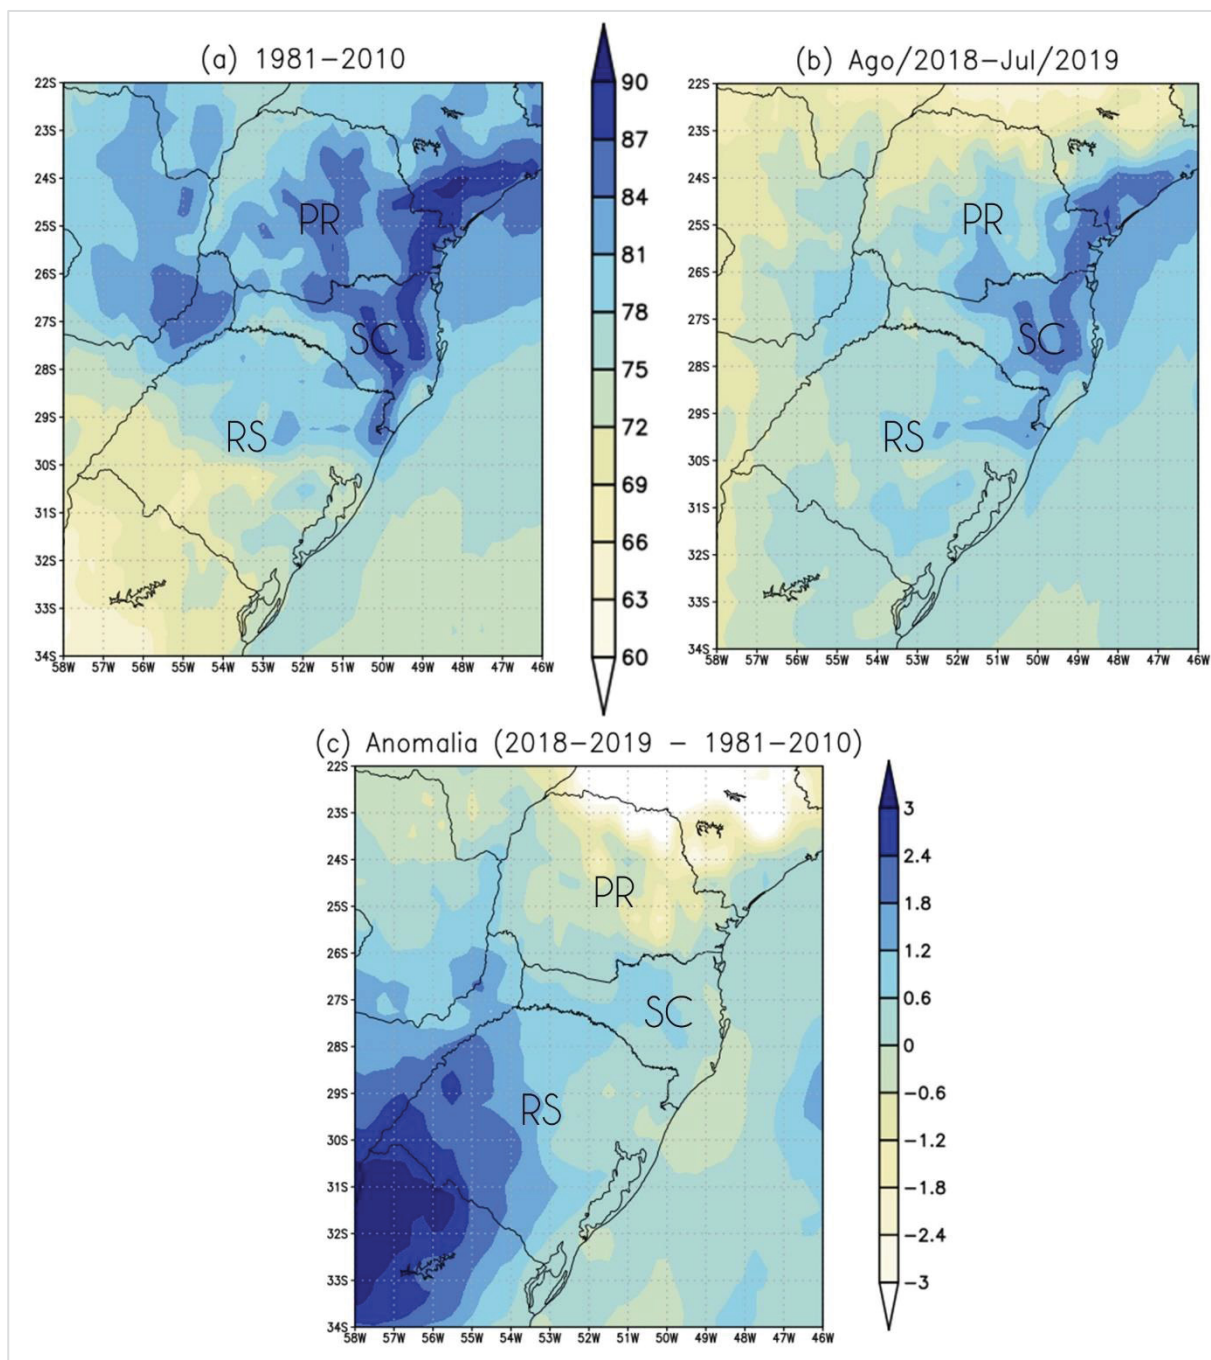 (a) 1981-2010
22S
23S
24S
25S
26S
27S
28S
29S
30S
31S
32S
33S
34S
58W 57W 56W 55W 54W 53W 52W 51W 50W 49W 48W 47W 46W
PR
SC
RS
90
87
84
81
78
75
72
69
66
63
60
(b) Ago/2018-Jul/2019
22S
23S
24S
25S
26S
27S
28S
29S
30S
31S
32S
33S
34S
58W 57W 56W 55W 54W 53W 52W 51W 50W 49W 48W 47W 46W
PR
SC
RS
(c) Anomalia (2018-2019 - 1981-2010)
22S
23S
24S
25S
26S
27S
28S
29S
30S
31S
32S
33S
34S
58W 57W 56W 55W 54W 53W 52W 51W 50W 49W 48W 47W 46W
PR
SC
RS
3
2.4
1.8
1.2
0.6
0
-0.6
-1.2
-1.8
-2.4
-3